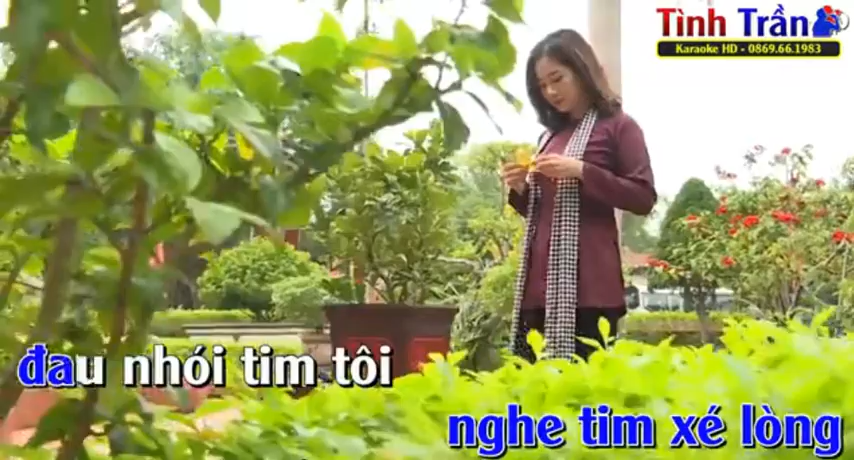 Tình Trần
Karaoke HD - 0869.66.1983
đau nhói tim tôi
nghe tim xé lòng